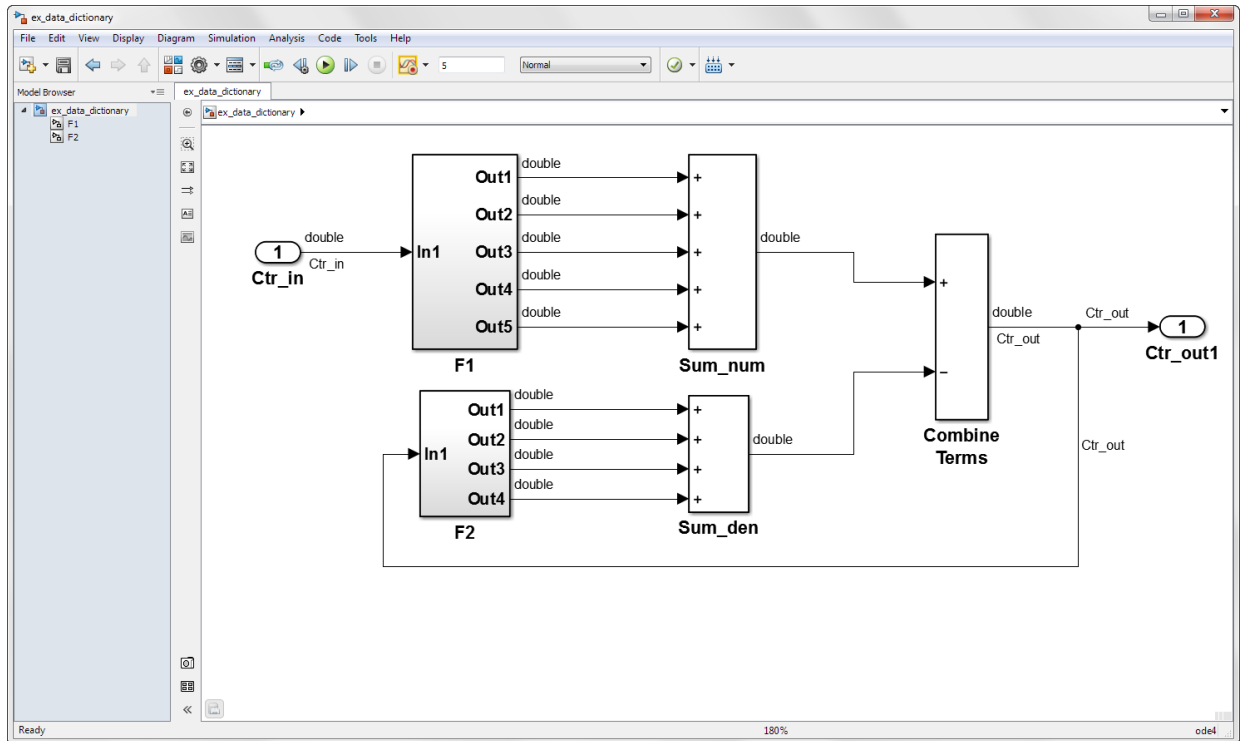 ex_data_dictionary
File Edit View Display Diagram Simulation Analysis Code Tools Help
5 Normal
Model Browser
ex_data_dictionary
ex_data_dictionary
F1
F2
ex_data_dictionary
1
Ctr_in
double
Ctr_in
In1
Out1
Out2
Out3
Out4
Out5
F1
double
double
double
double
double
+
+
+
+
+
Sum_num
double
In1
Out1
Out2
Out3
Out4
F2
double
double
double
double
+
+
+
+
Sum_den
double
+
−
Combine
Terms
double
Ctr_out
Ctr_out
Ctr_out
1
Ctr_out1
Ready 180% ode4